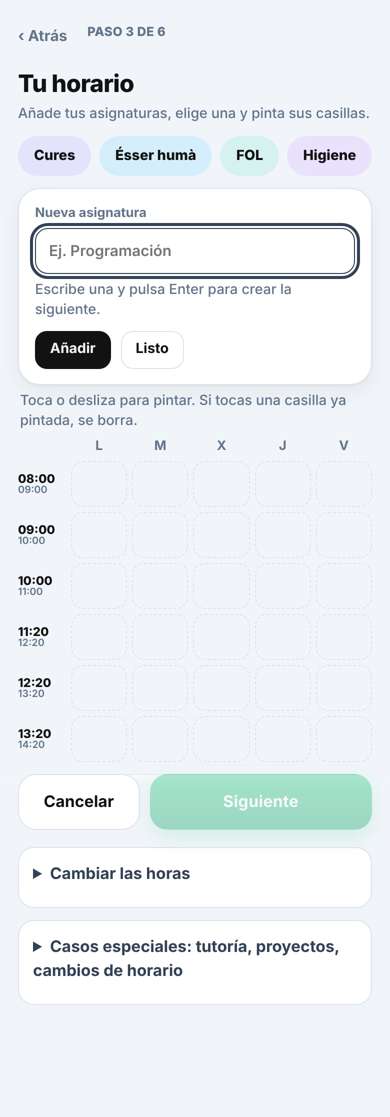 ‹ Atrás PASO 3 DE 6
Tu horario
Añade tus asignaturas, elige una y pinta sus casillas.
Cures Ésser humà FOL Higiene
Nueva asignatura
Ej. Programación
Escribe una y pulsa Enter para crear la
siguiente.
Añadir Listo
Toca o desliza para pintar. Si tocas una casilla ya
pintada, se borra.
L M X J V
08:00
09:00
09:00
10:00
10:00
11:00
11:20
12:20
12:20
13:20
13:20
14:20
Cancelar Siguiente
Cambiar las horas
Casos especiales: tutoría, proyectos,
cambios de horario